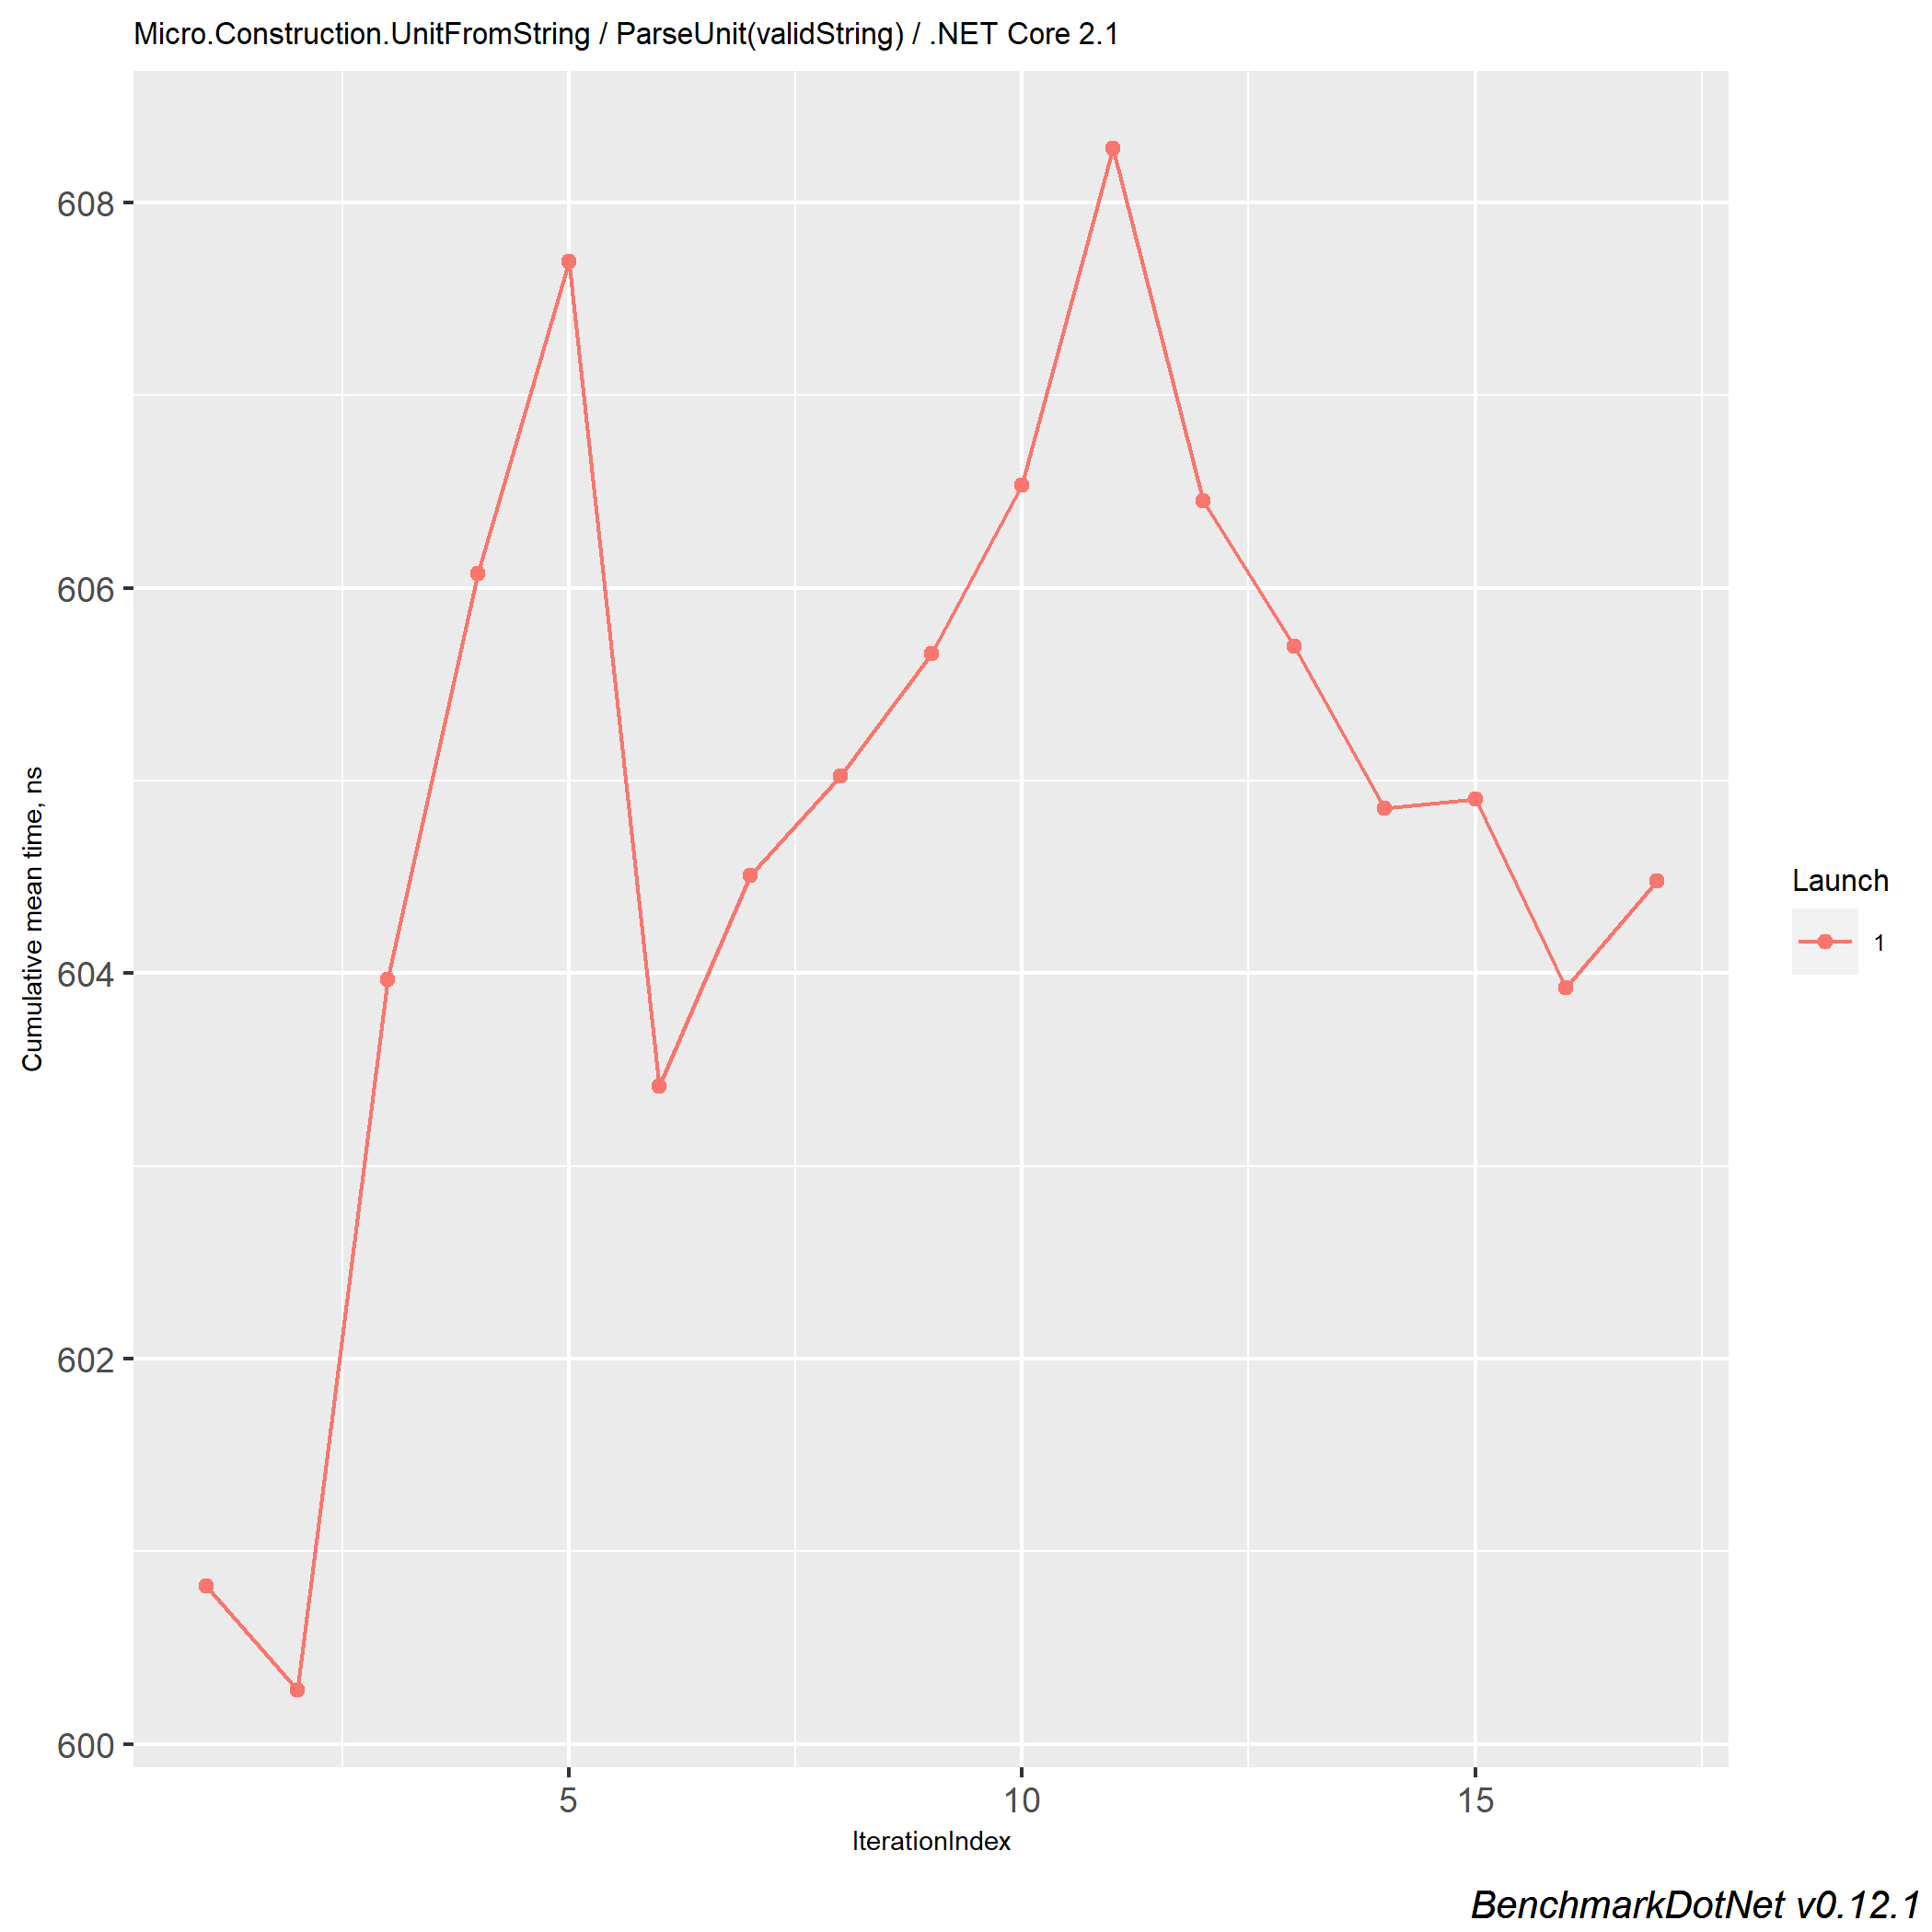 Micro.Construction.UnitFromString / ParseUnit(validString) / .NET Core 2.1
Cumulative mean time, ns
608
606
604
602
600
5 10 15
IterationIndex
Launch
1
BenchmarkDotNet v0.12.1